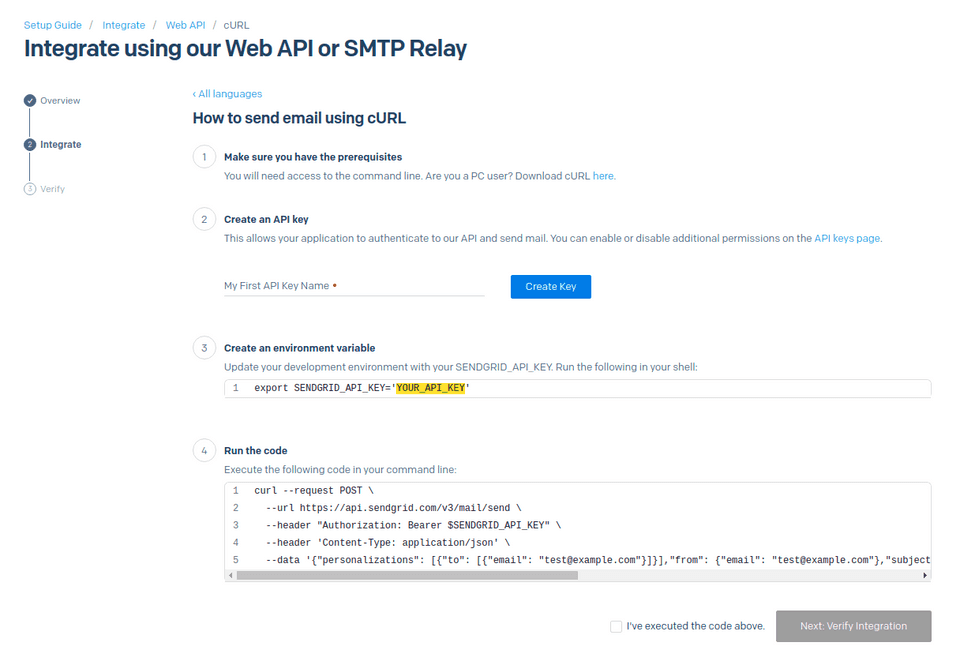 Setup Guide / Integrate / Web API / cURL
Integrate using our Web API or SMTP Relay
Overview
2 Integrate
3 Verify
‹ All languages
How to send email using cURL
1 Make sure you have the prerequisites
You will need access to the command line. Are you a PC user? Download cURL here.
2 Create an API key
This allows your application to authenticate to our API and send mail. You can enable or disable additional permissions on the API keys page.
My First API Key Name •
Create Key
3 Create an environment variable
Update your development environment with your SENDGRID_API_KEY. Run the following in your shell:
1 export SENDGRID_API_KEY='YOUR_API_KEY'
4 Run the code
Execute the following code in your command line:
1 curl --request POST \
2 --url https://api.sendgrid.com/v3/mail/send \
3 --header "Authorization: Bearer $SENDGRID_API_KEY" \
4 --header 'Content-Type: application/json' \
5 --data '{"personalizations": [{"to": [{"email": "test@example.com"}]}],"from": {"email": "test@example.com"},"subject
I've executed the code above.
Next: Verify Integration